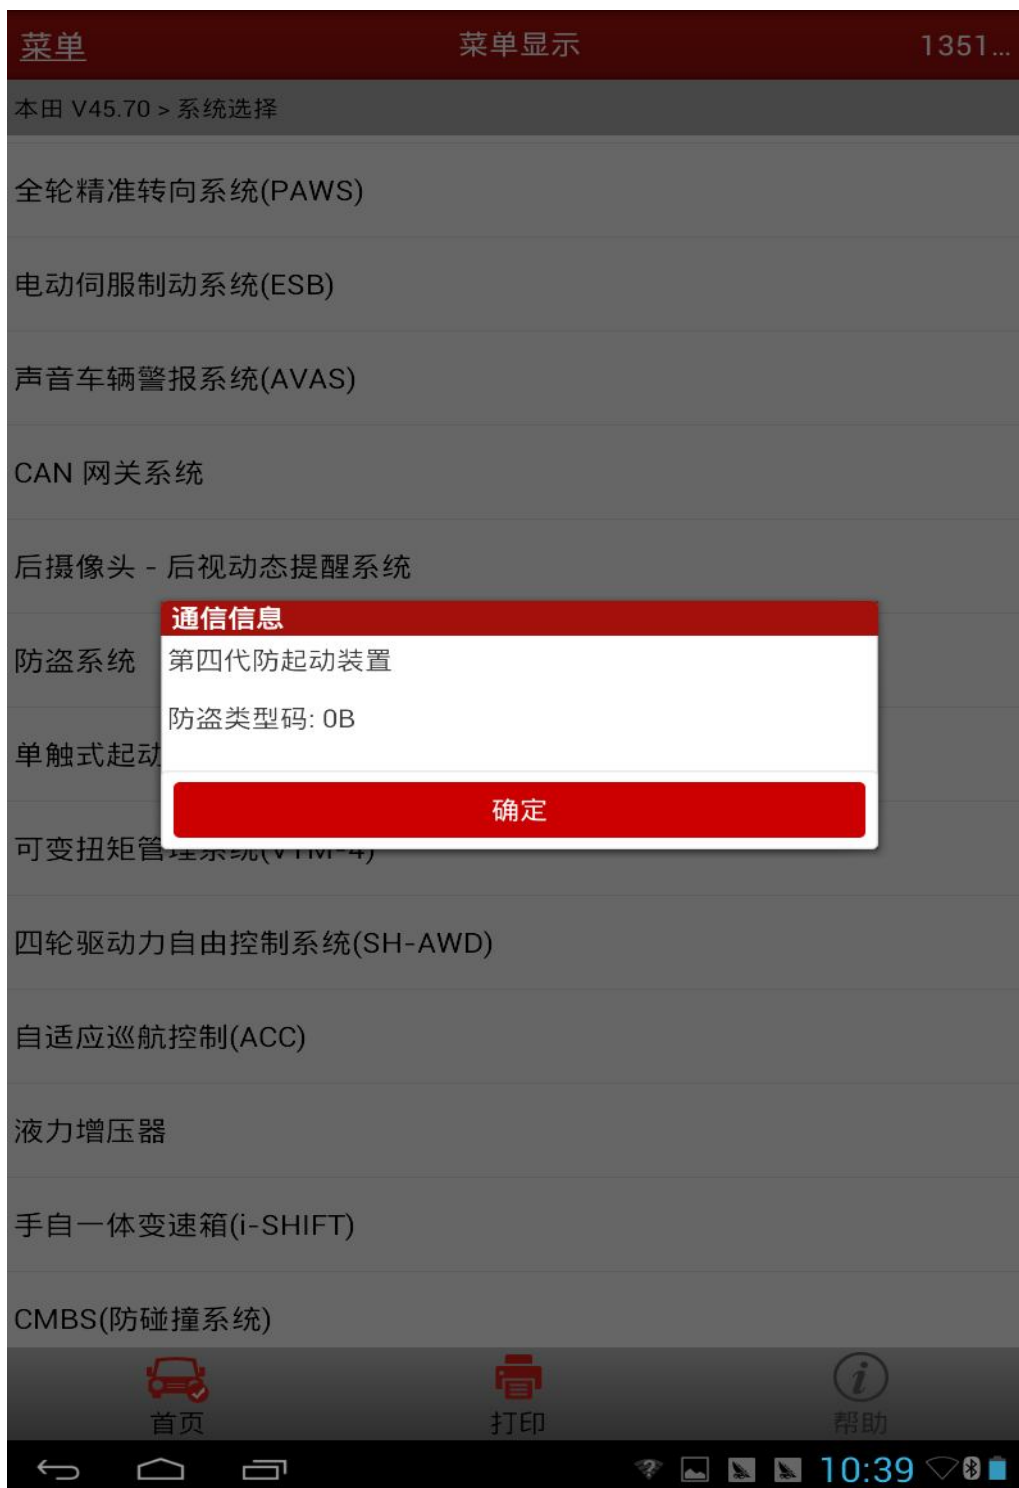 菜单 菜单显示 1351...
本田 V45.70 > 系统选择
全轮精准转向系统(PAWS)
电动伺服制动系统(ESB)
声音车辆警报系统(AVAS)
CAN 网关系统
后摄像头 - 后视动态提醒系统
通信信息
防盗系统
第四代防起动装置
防盗类型码: 0B
单触式起动
确定
可变扭矩管理系统(VTM-4)
四轮驱动力自由控制系统(SH-AWD)
自适应巡航控制(ACC)
液力增压器
手自一体变速箱(i-SHIFT)
CMBS(防碰撞系统)
首页 打印 帮助
10:39